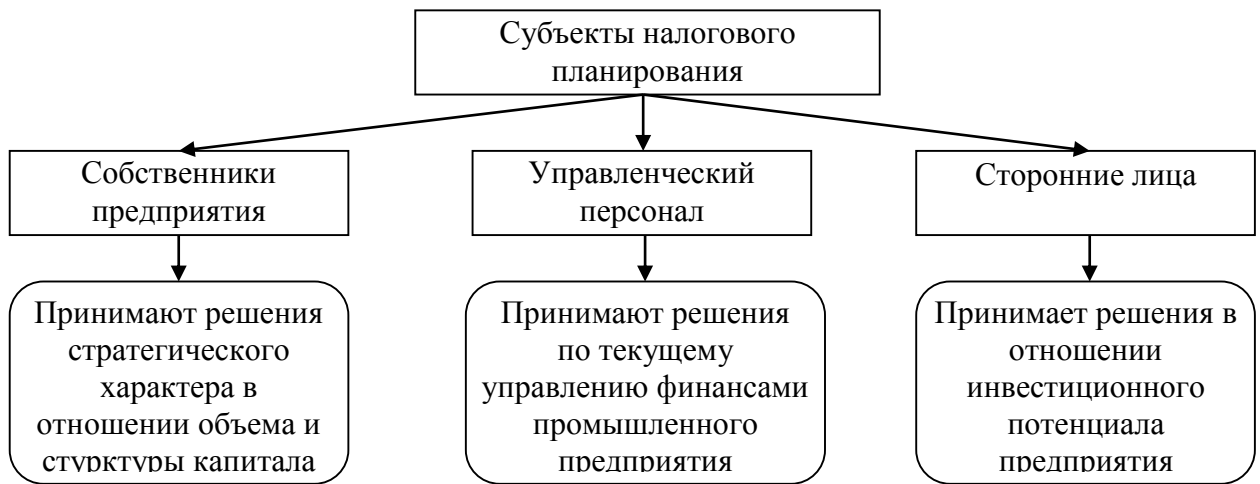 Субъекты налогового
планирования
Собственники
предприятия
Управленческий
персонал
Сторонние лица
Принимают решения
стратегического
характера в
отношении объема и
стурктуры капитала
Принимают решения
по текущему
управлению финансами
промышленного
предприятия
Принимает решения в
отношении
инвестиционного
потенциала
предприятия